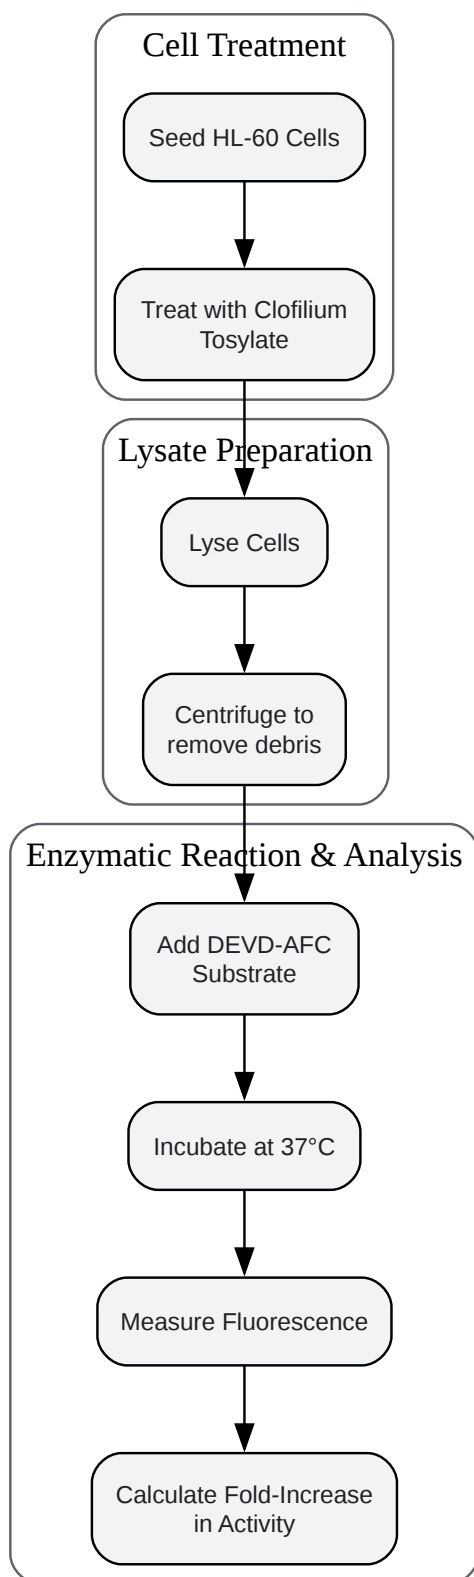 Cell Treatment
Seed HL-60 Cells
Treat with Clofilium
Tosylate
Lysate Preparation
Lyse Cells
Centrifuge to
remove debris
Enzymatic Reaction & Analysis
Add DEVD-AFC
Substrate
Incubate at 37°C
Measure Fluorescence
Calculate Fold-Increase
in Activity